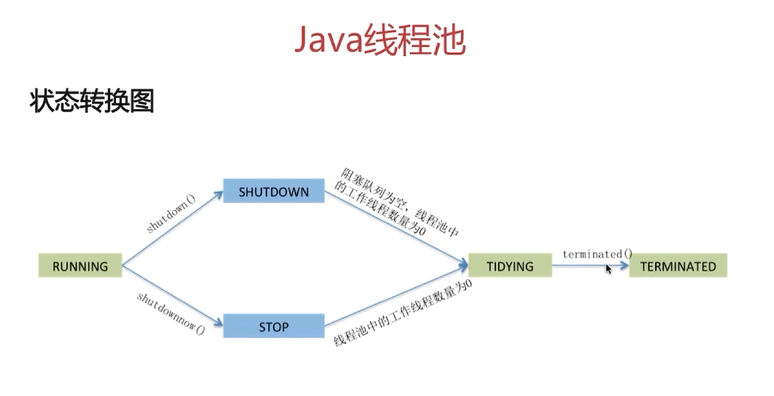 Java线程池
状态转换图
SHUTDOWN
阻塞队列为空，线程池中
的工作线程数量为0
shutdown()
RUNNING
TIDYING
terminated()
TERMINATED
shutdownnow()
STOP
线程池中的工作线程数量为0